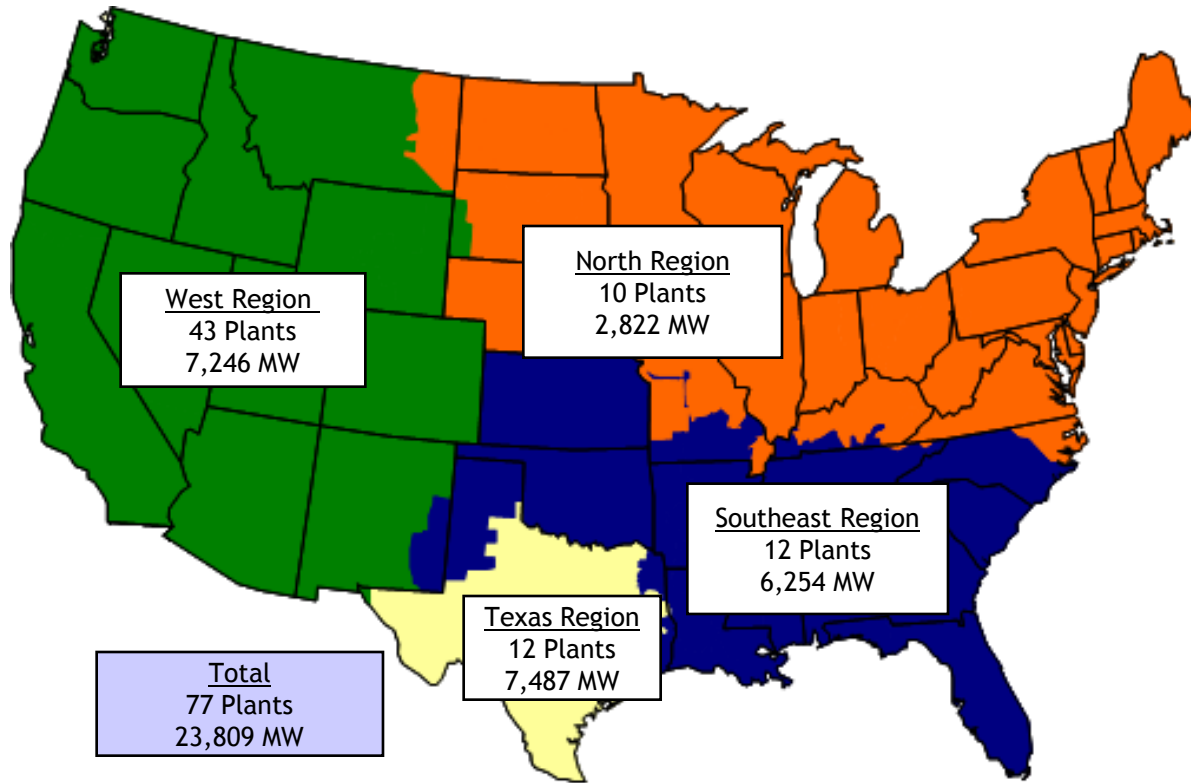 North Region
10 Plants
2,822 MW
West Region
43 Plants
7,246 MW
Southeast Region
12 Plants
6,254 MW
Texas Region
12 Plants
7,487 MW
Total
77 Plants
23,809 MW